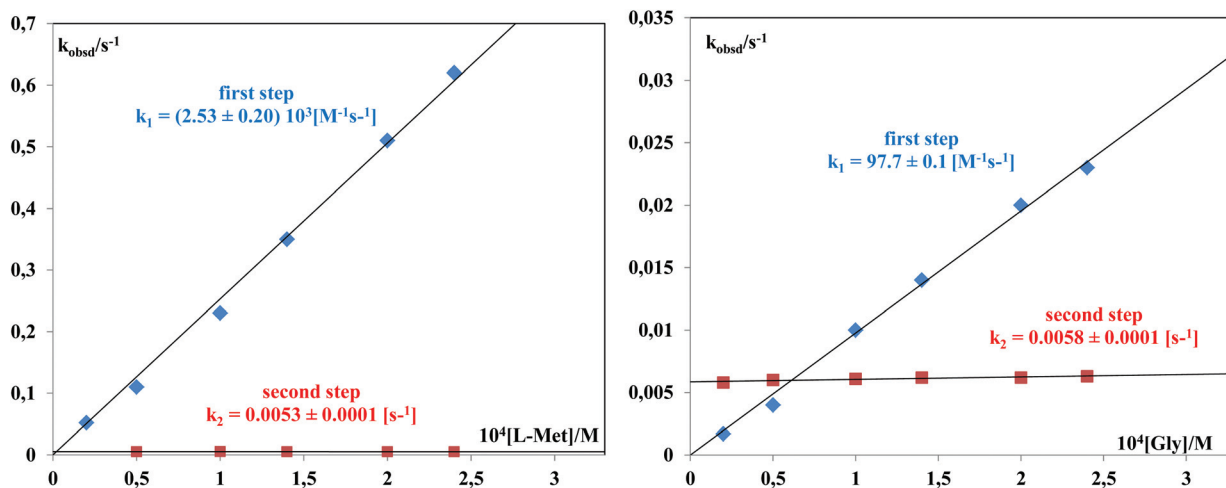 0,7
k_obsd/s⁻¹
0,6
first step
k₁ = (2.53 ± 0.20) 10³[M⁻¹s⁻¹]
0,5
0,4
0,3
0,2
second step
k₂ = 0.0053 ± 0.0001 [s⁻¹]
0,1
10⁴[L-Met]/M
0
0 0,5 1 1,5 2 2,5 3
0,035
k_obsd/s⁻¹
0,03
0,025
first step
k₁ = 97.7 ± 0.1 [M⁻¹s⁻¹]
0,02
0,015
second step
k₂ = 0.0058 ± 0.0001 [s⁻¹]
0,01
0,005
10⁴[Gly]/M
0
0 0,5 1 1,5 2 2,5 3